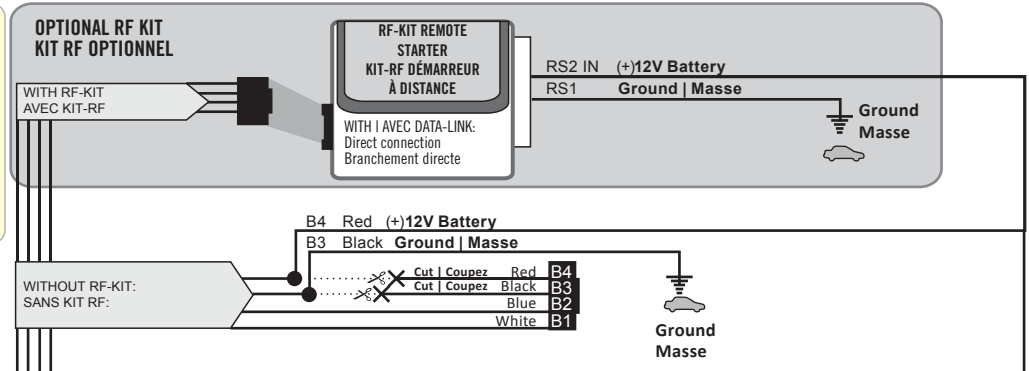 OPTIONAL RF KIT
KIT RF OPTIONNEL
RF-KIT REMOTE
STARTER
KIT-RF DÉMARREUR
À DISTANCE
RS2 IN (+)12V Battery
RS1 Ground | Masse
WITH RF-KIT
AVEC KIT-RF
Ground
Masse
WITH | AVEC DATA-LINK:
Direct connection
Branchement directe
B4 Red (+)12V Battery
B3 Black Ground | Masse
WITHOUT RF-KIT:
SANS KIT RF:
Cut | Coupez Red B4
Cut | Coupez Black B3
Blue B2
White B1
Ground
Masse